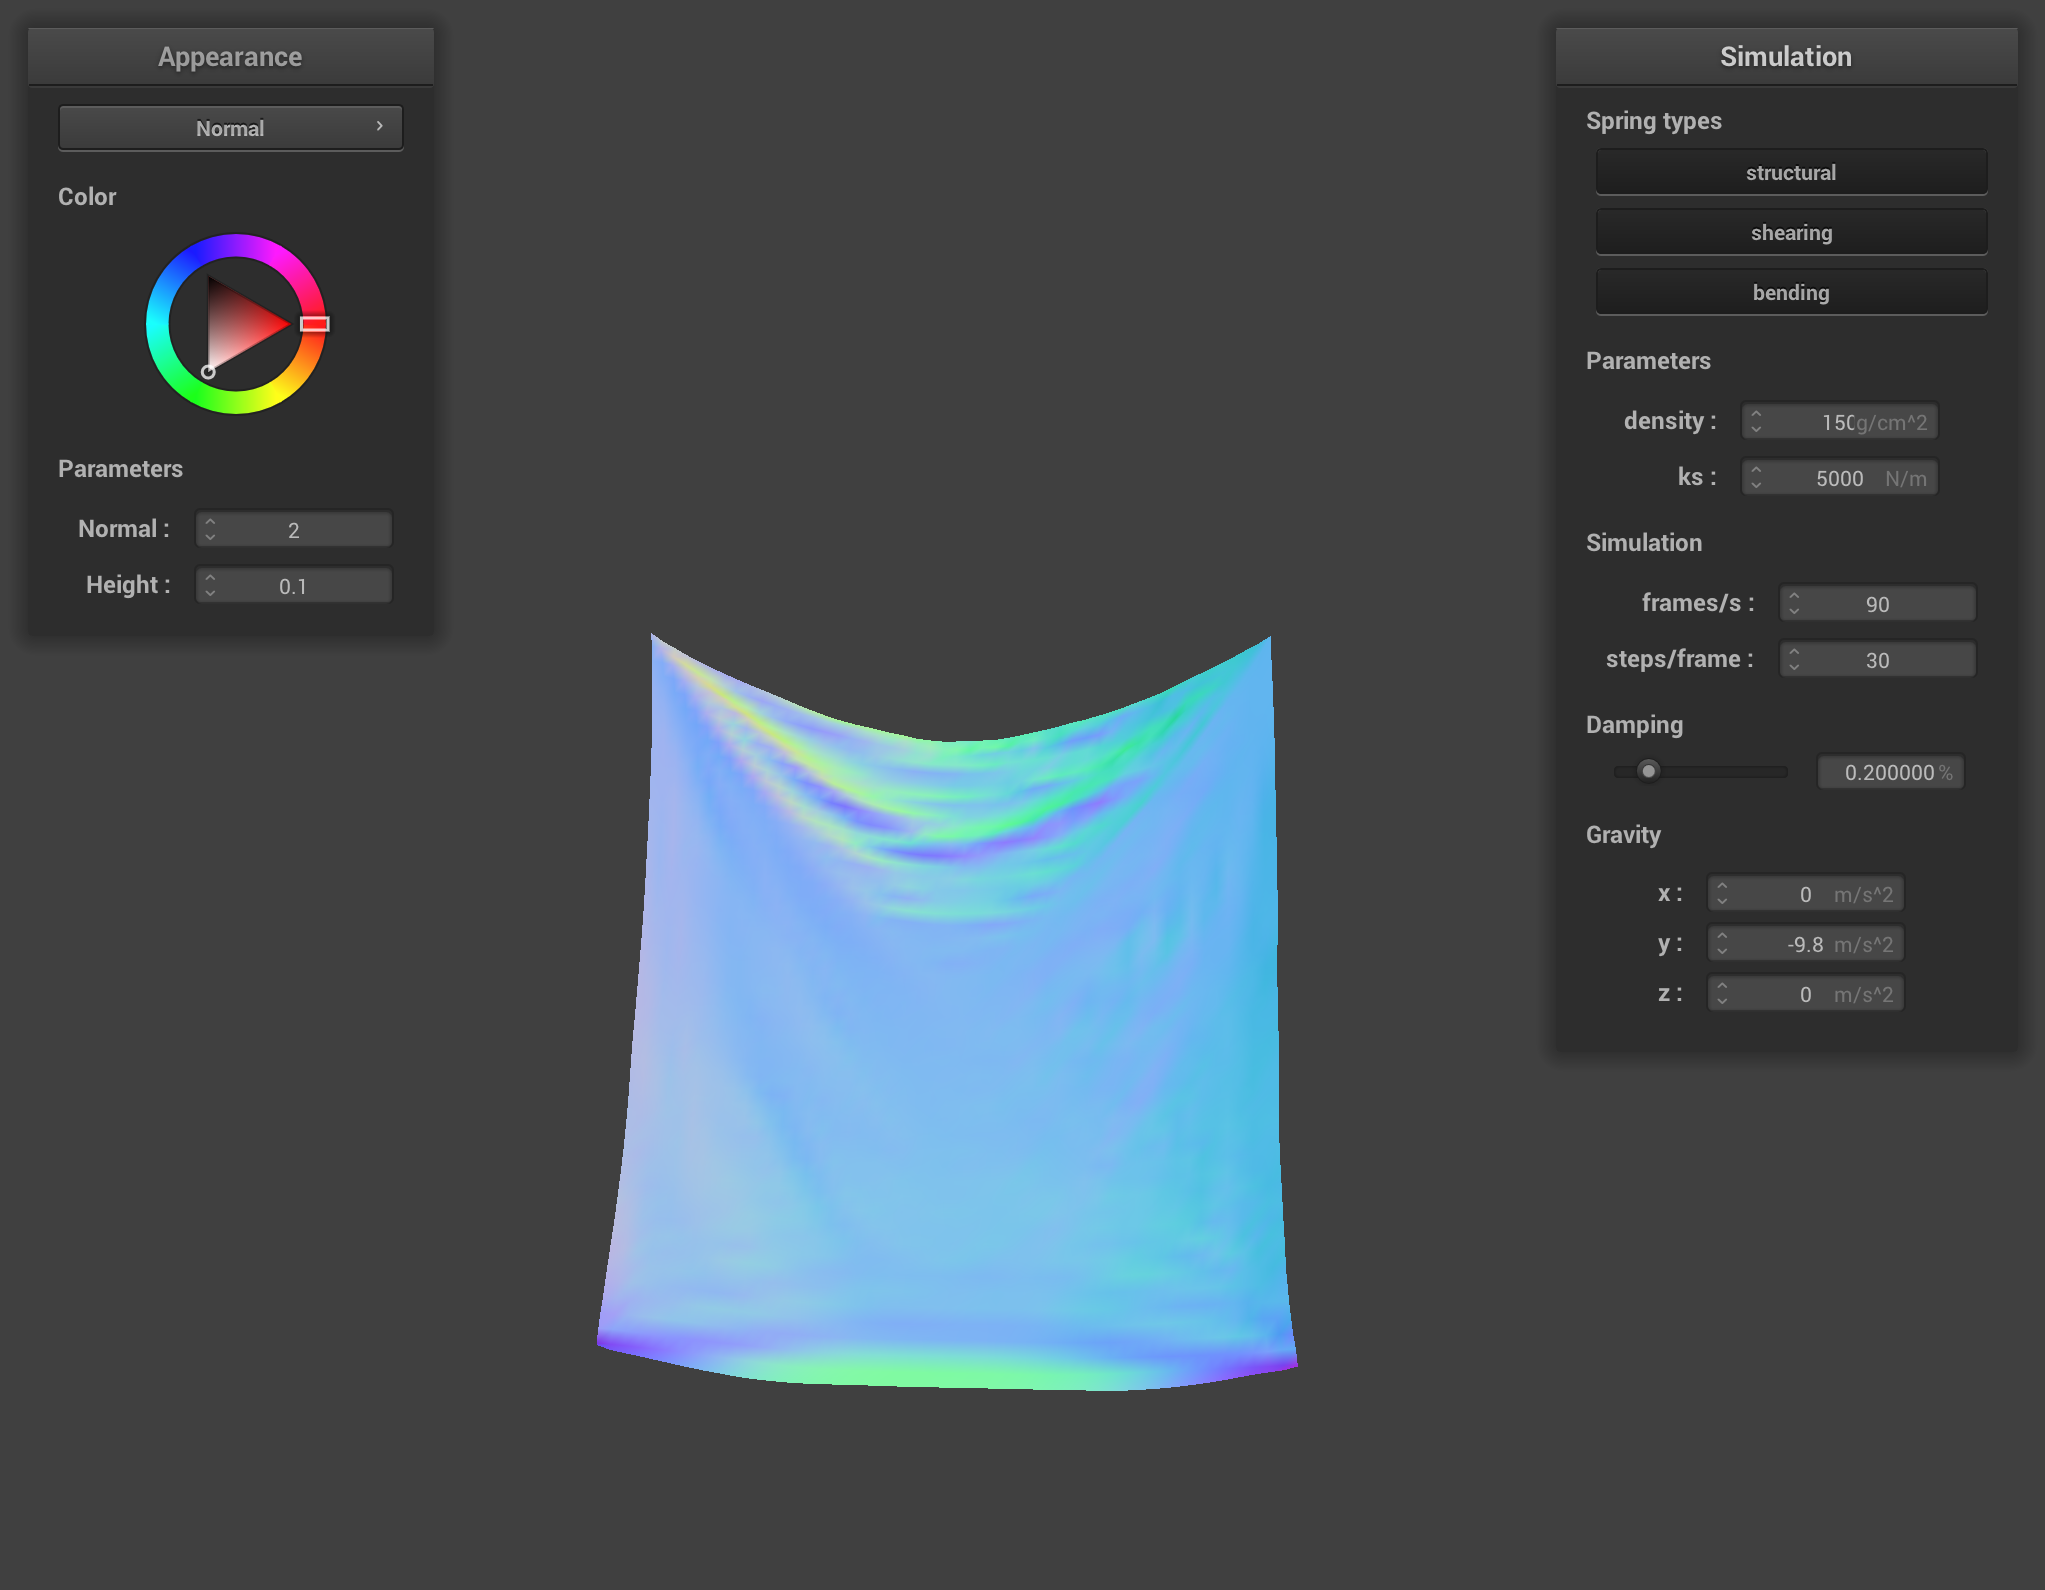 Appearance
Normal
Color
Parameters
Normal : 2
Height : 0.1
Simulation
Spring types
structural
shearing
bending
Parameters
density : g/cm^2
ks : 5000 N/m
Simulation
frames/s : 90
steps/frame : 30
Damping
0.200000 %
Gravity
x : 0 m/s^2
y : -9.8 m/s^2
z : 0 m/s^2